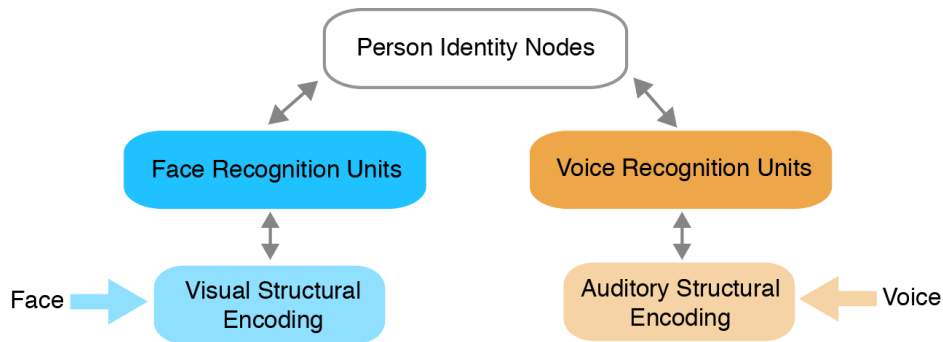 Person Identity Nodes
Face Recognition Units
Voice Recognition Units
Face
Visual Structural
Encoding
Auditory Structural
Encoding
Voice